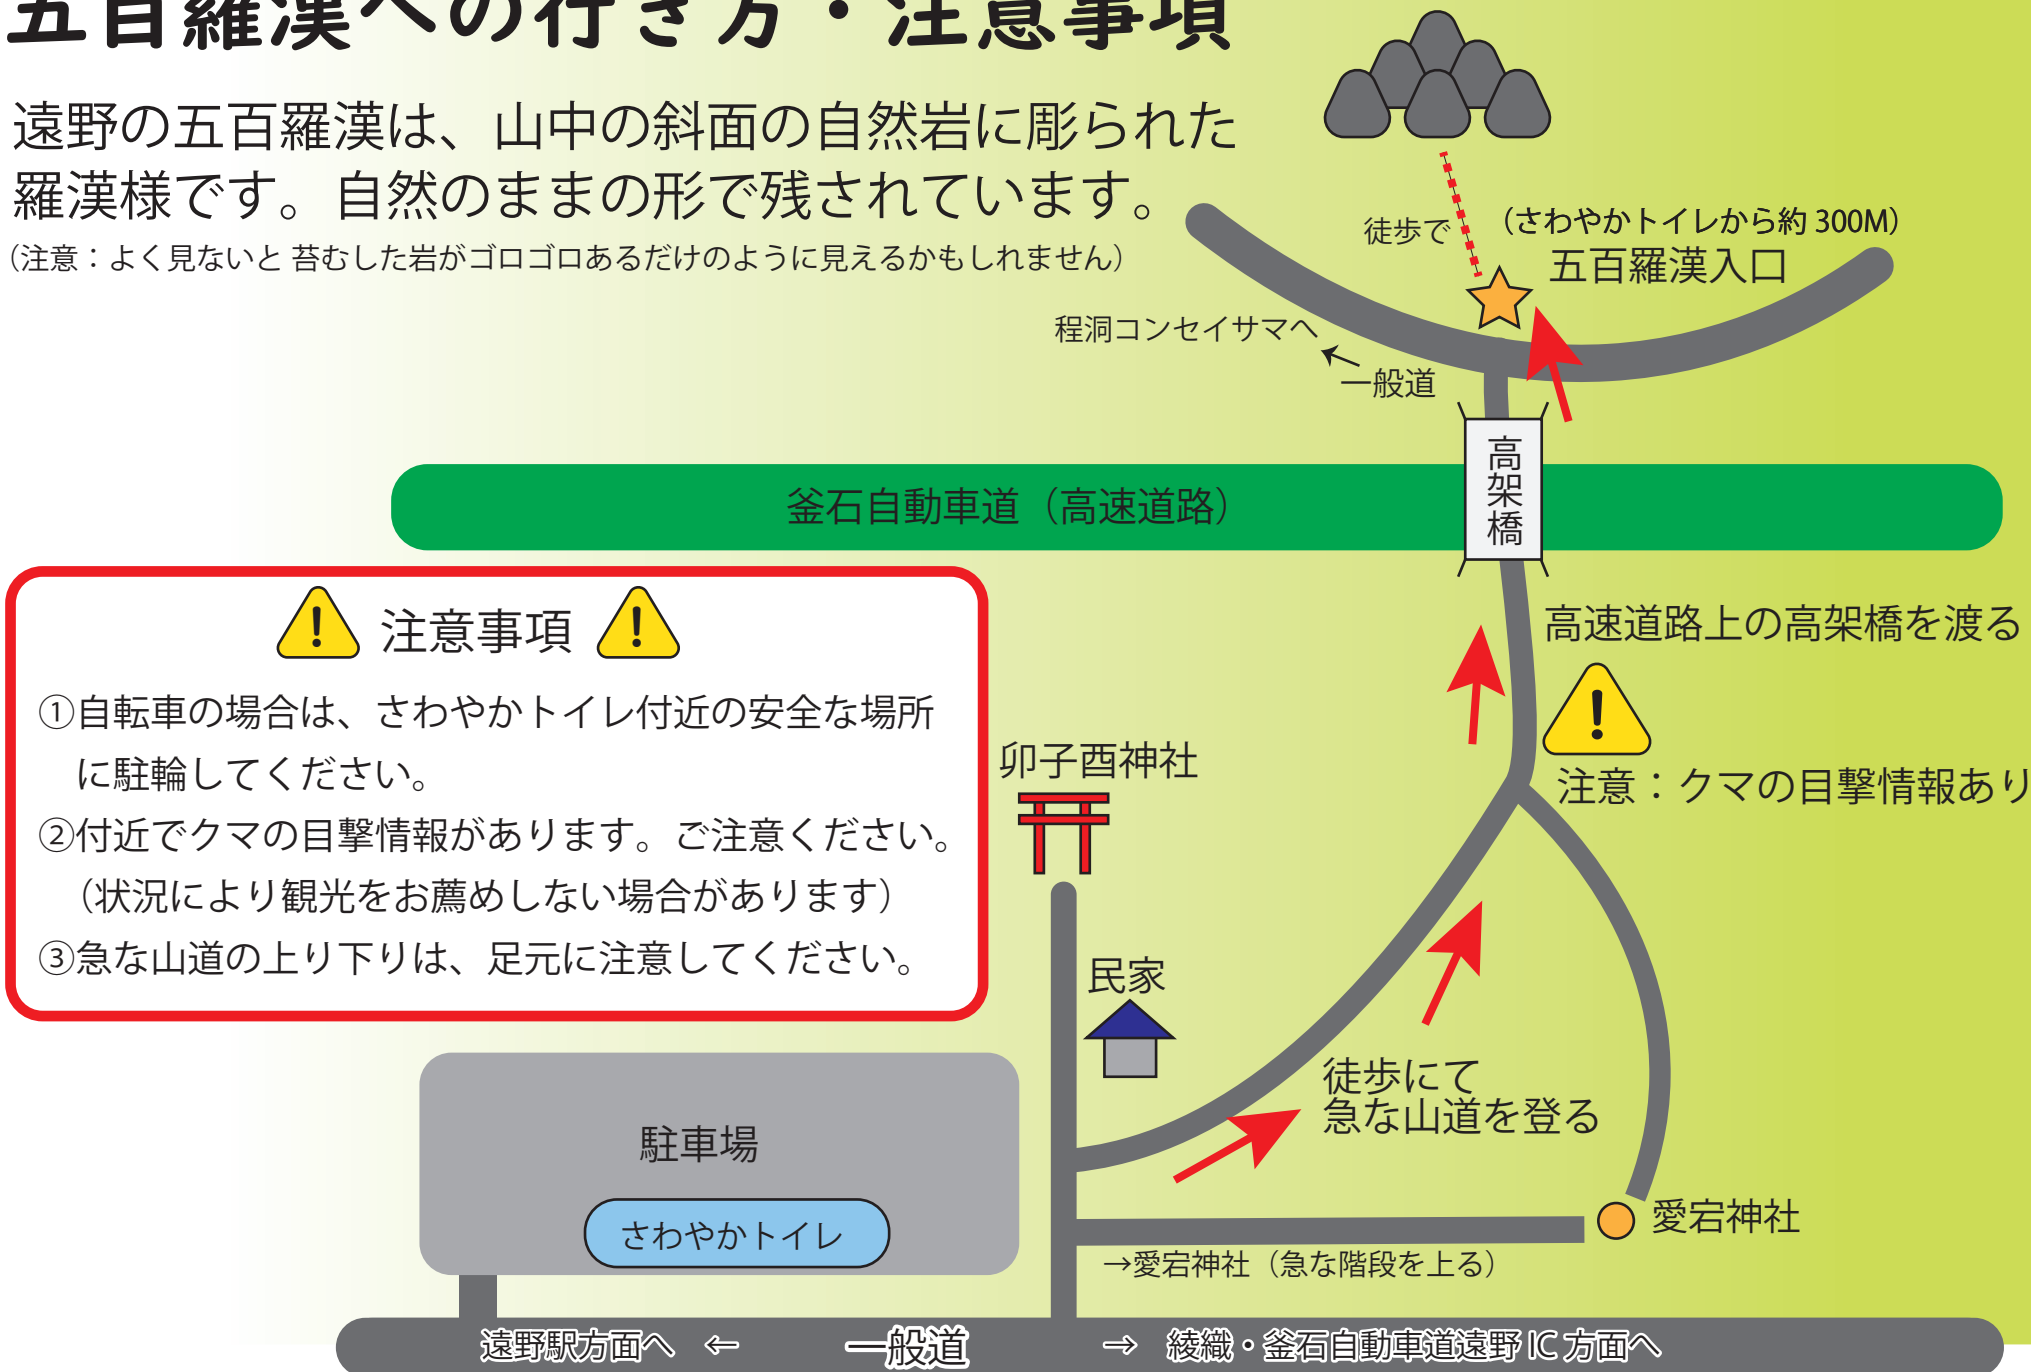 五百羅漢への行き方・注意事項
遠野の五百羅漢は、山中の斜面の自然岩に彫られた
羅漢様です。自然のままの形で残されています。
（注意：よく見ないと 苔むした岩がゴロゴロあるだけのように見えるかもしれません）
徒歩で
（さわやかトイレから約 300M）
五百羅漢入口
程洞コンセイサマへ
←
一般道
高架橋
釜石自動車道（高速道路）
注意事項
①自転車の場合は、さわやかトイレ付近の安全な場所
に駐輪してください。
②付近でクマの目撃情報があります。ご注意ください。
（状況により観光をお薦めしない場合があります）
③急な山道の上り下りは、足元に注意してください。
高速道路上の高架橋を渡る
注意：クマの目撃情報あり
卯子酉神社
民家
徒歩にて
急な山道を登る
駐車場
さわやかトイレ
愛宕神社
→愛宕神社（急な階段を上る）
遠野駅方面へ ← 一般道 → 綾織・釜石自動車道遠野 IC 方面へ